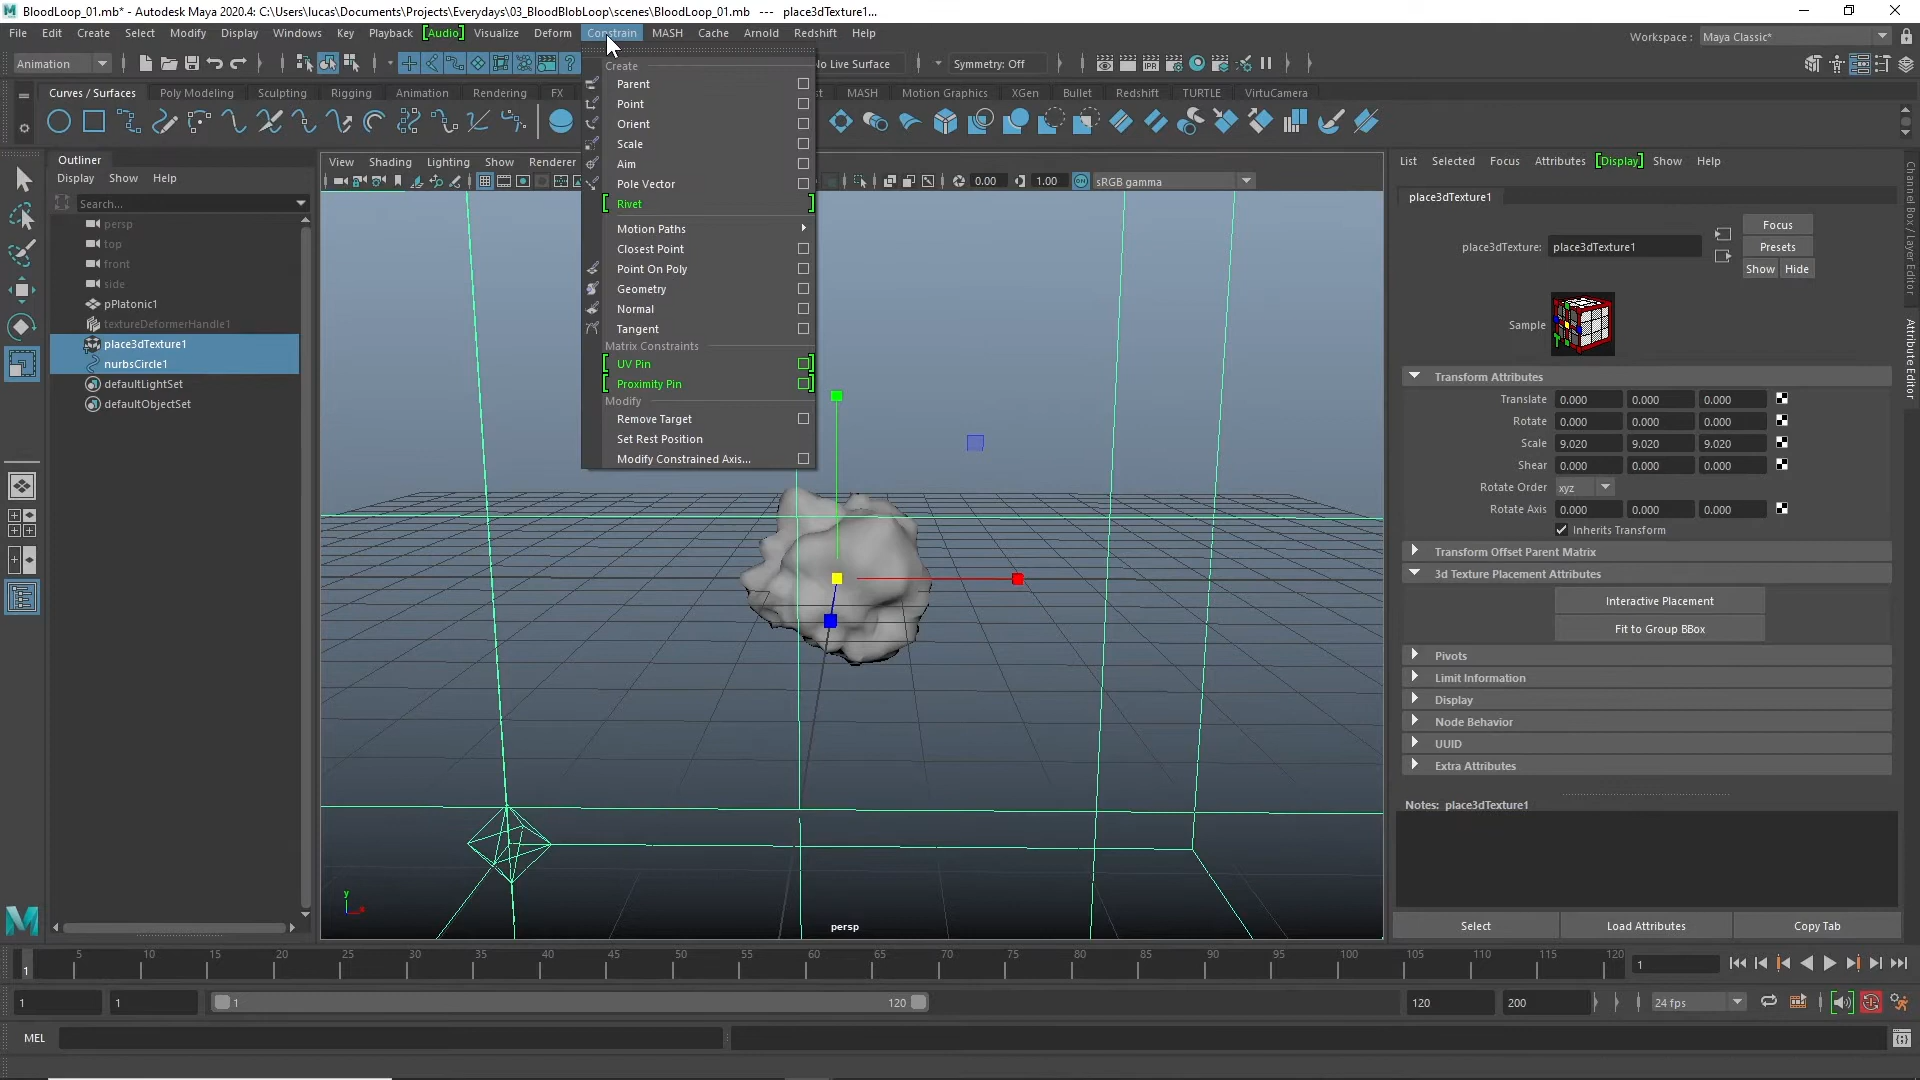 BloodLoop_01.mb* - Autodesk Maya 2020.4: C:\Users\lucas\Documents\Projects\Everydays\03_BloodBlobLoop\scenes\BloodLoop_01.mb --- place3dTexture1...
File Edit Create Select Modify Display Windows Key Playback [Audio] Visualize Deform Constrain MASH Cache Arnold Redshift Help
Workspace : Maya Classic*
Animation
No Live Surface
Symmetry: Off
Curves / Surfaces Poly Modeling Sculpting Rigging Animation Rendering FX
MASH Motion Graphics XGen Bullet Redshift TURTLE VirtuCamera
Outliner
Display Show Help
Search...
persp
top
front
side
pPlatonic1
textureDeformerHandle1
place3dTexture1
nurbsCircle1
defaultLightSet
defaultObjectSet
View Shading Lighting Show Renderer
0.00 1.00 ON sRGB gamma
Create
Parent
Point
Orient
Scale
Aim
Pole Vector
Rivet
Motion Paths
Closest Point
Point On Poly
Geometry
Normal
Tangent
Matrix Constraints
UV Pin
Proximity Pin
Modify
Remove Target
Set Rest Position
Modify Constrained Axis...
y
persp
List Selected Focus Attributes [Display] Show Help
place3dTexture1
place3dTexture: place3dTexture1
Focus
Presets
Show Hide
Sample
Transform Attributes
Translate 0.000 0.000 0.000
Rotate 0.000 0.000 0.000
Scale 9.020 9.020 9.020
Shear 0.000 0.000 0.000
Rotate Order xyz
Rotate Axis 0.000 0.000 0.000
Inherits Transform
Transform Offset Parent Matrix
3d Texture Placement Attributes
Interactive Placement
Fit to Group BBox
Pivots
Limit Information
Display
Node Behavior
UUID
Extra Attributes
Notes: place3dTexture1
Select Load Attributes Copy Tab
Channel Box / Layer Editor
Attribute Editor
1 5 10 15 20 25 30 35 40 45 50 55 60 65 70 75 80 85 90 95 100 105 110 115 120
1
1 1 1 120 120 200 24 fps
MEL